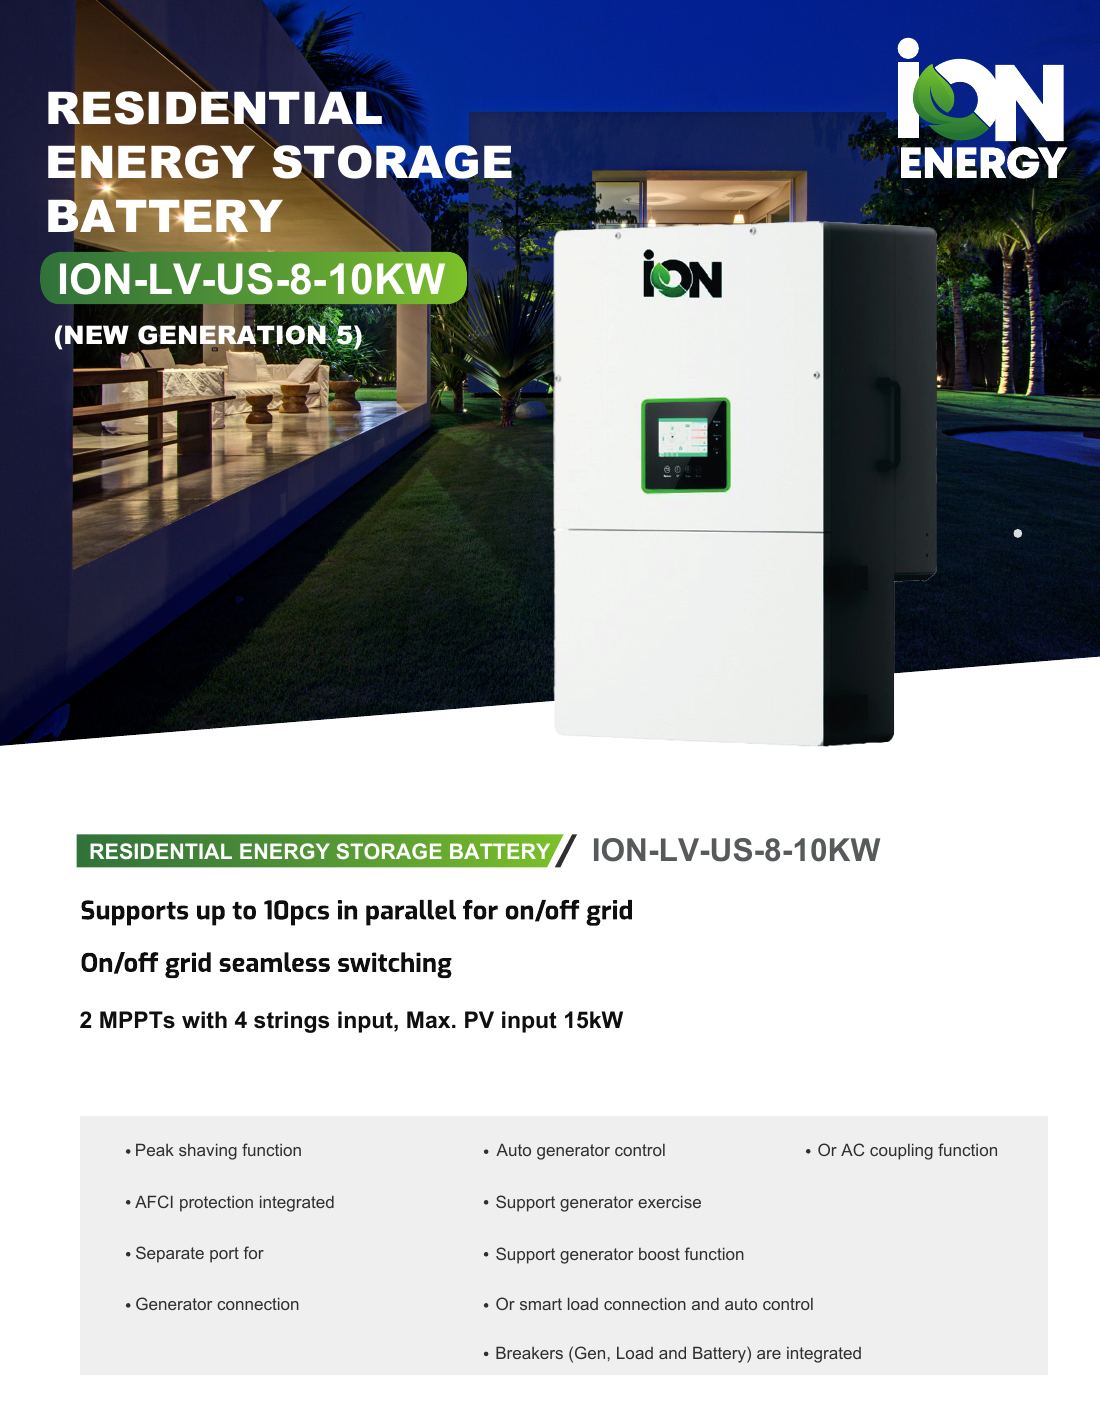 RESIDENTIAL
ENERGY STORAGE
BATTERY
ION-LV-US-8-10KW
(NEW GENERATION 5)
iON
ENERGY
iON
RESIDENTIAL ENERGY STORAGE BATTERY
ION-LV-US-8-10KW
Supports up to 10pcs in parallel for on/off grid
On/off grid seamless switching
2 MPPTs with 4 strings input, Max. PV input 15kW
• Peak shaving function
• AFCI protection integrated
• Separate port for
• Generator connection
• Auto generator control
• Support generator exercise
• Support generator boost function
• Or smart load connection and auto control
• Breakers (Gen, Load and Battery) are integrated
• Or AC coupling function